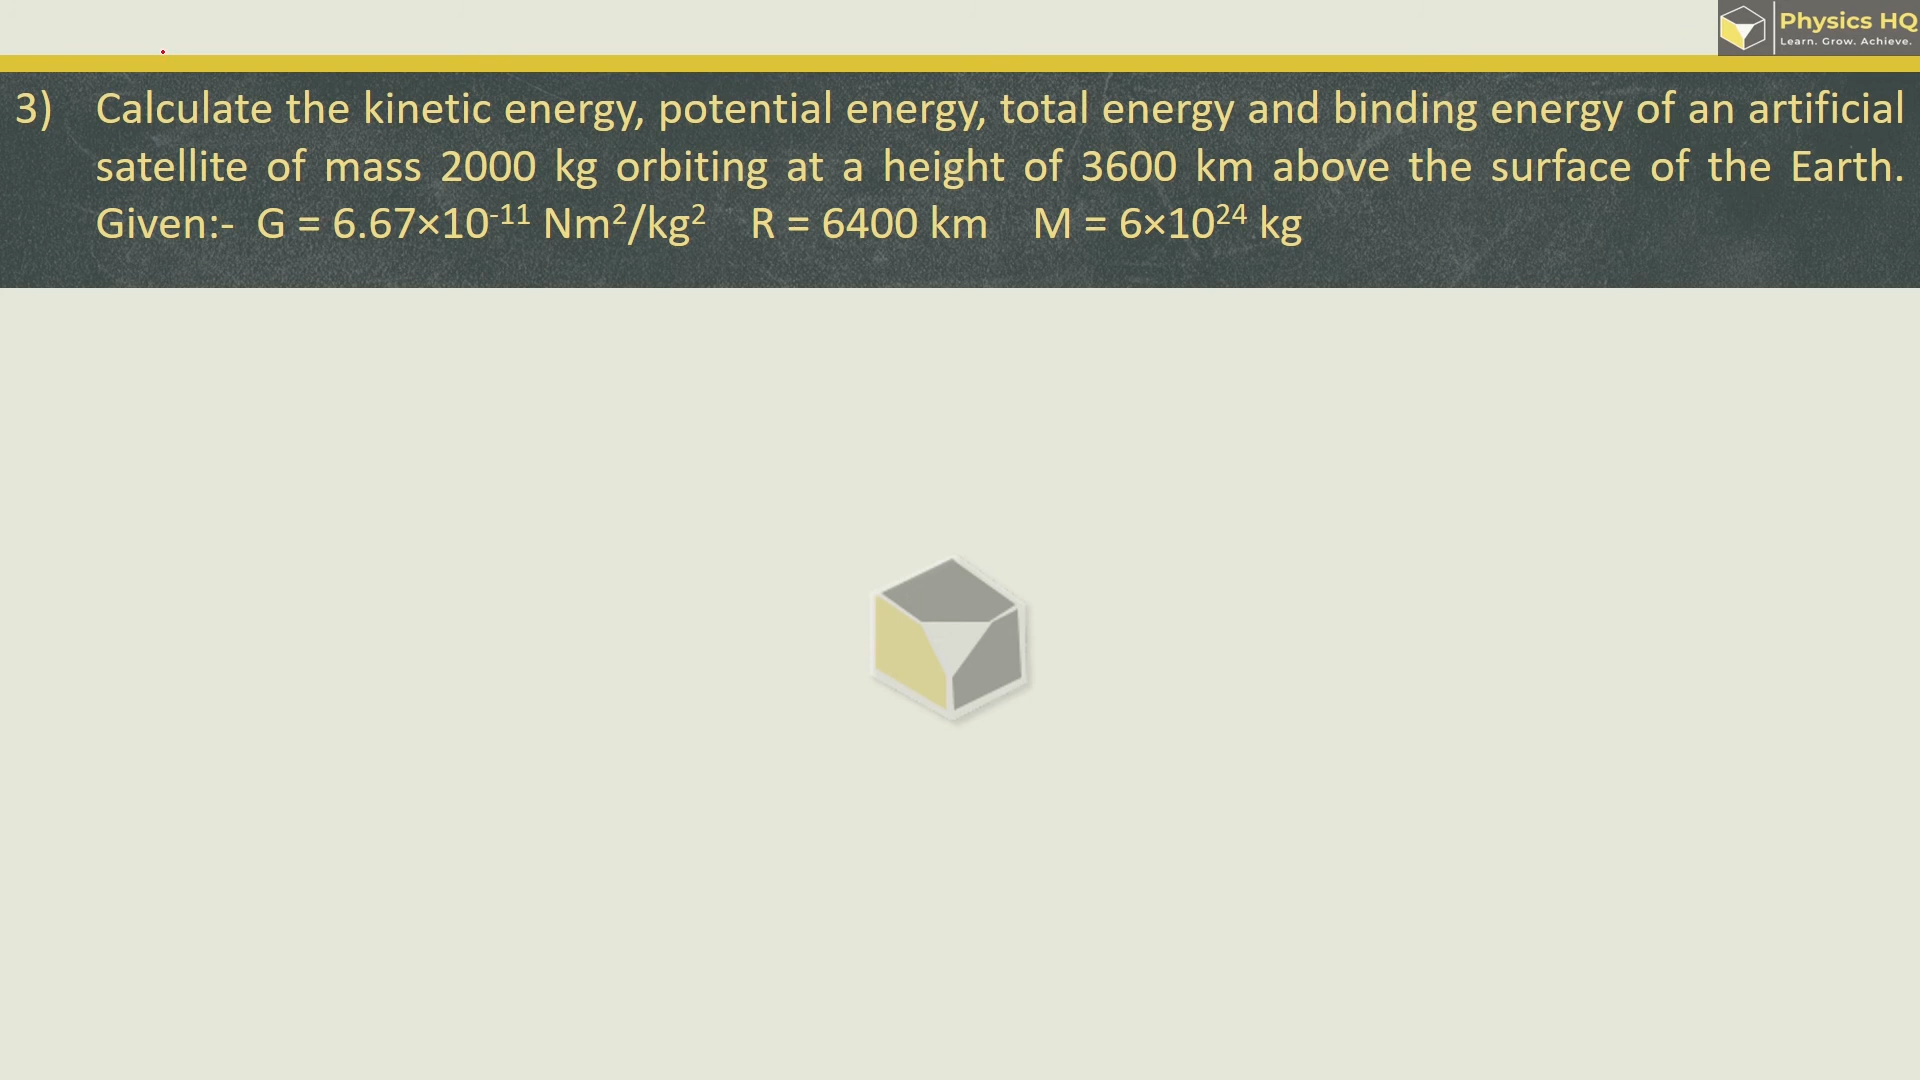 Physics HQ
Learn. Grow. Achieve.
3) Calculate the kinetic energy, potential energy, total energy and binding energy of an artificial
satellite of mass 2000 kg orbiting at a height of 3600 km above the surface of the Earth.
Given:- G = 6.67×10⁻¹¹ Nm²/kg² R = 6400 km M = 6×10²⁴ kg